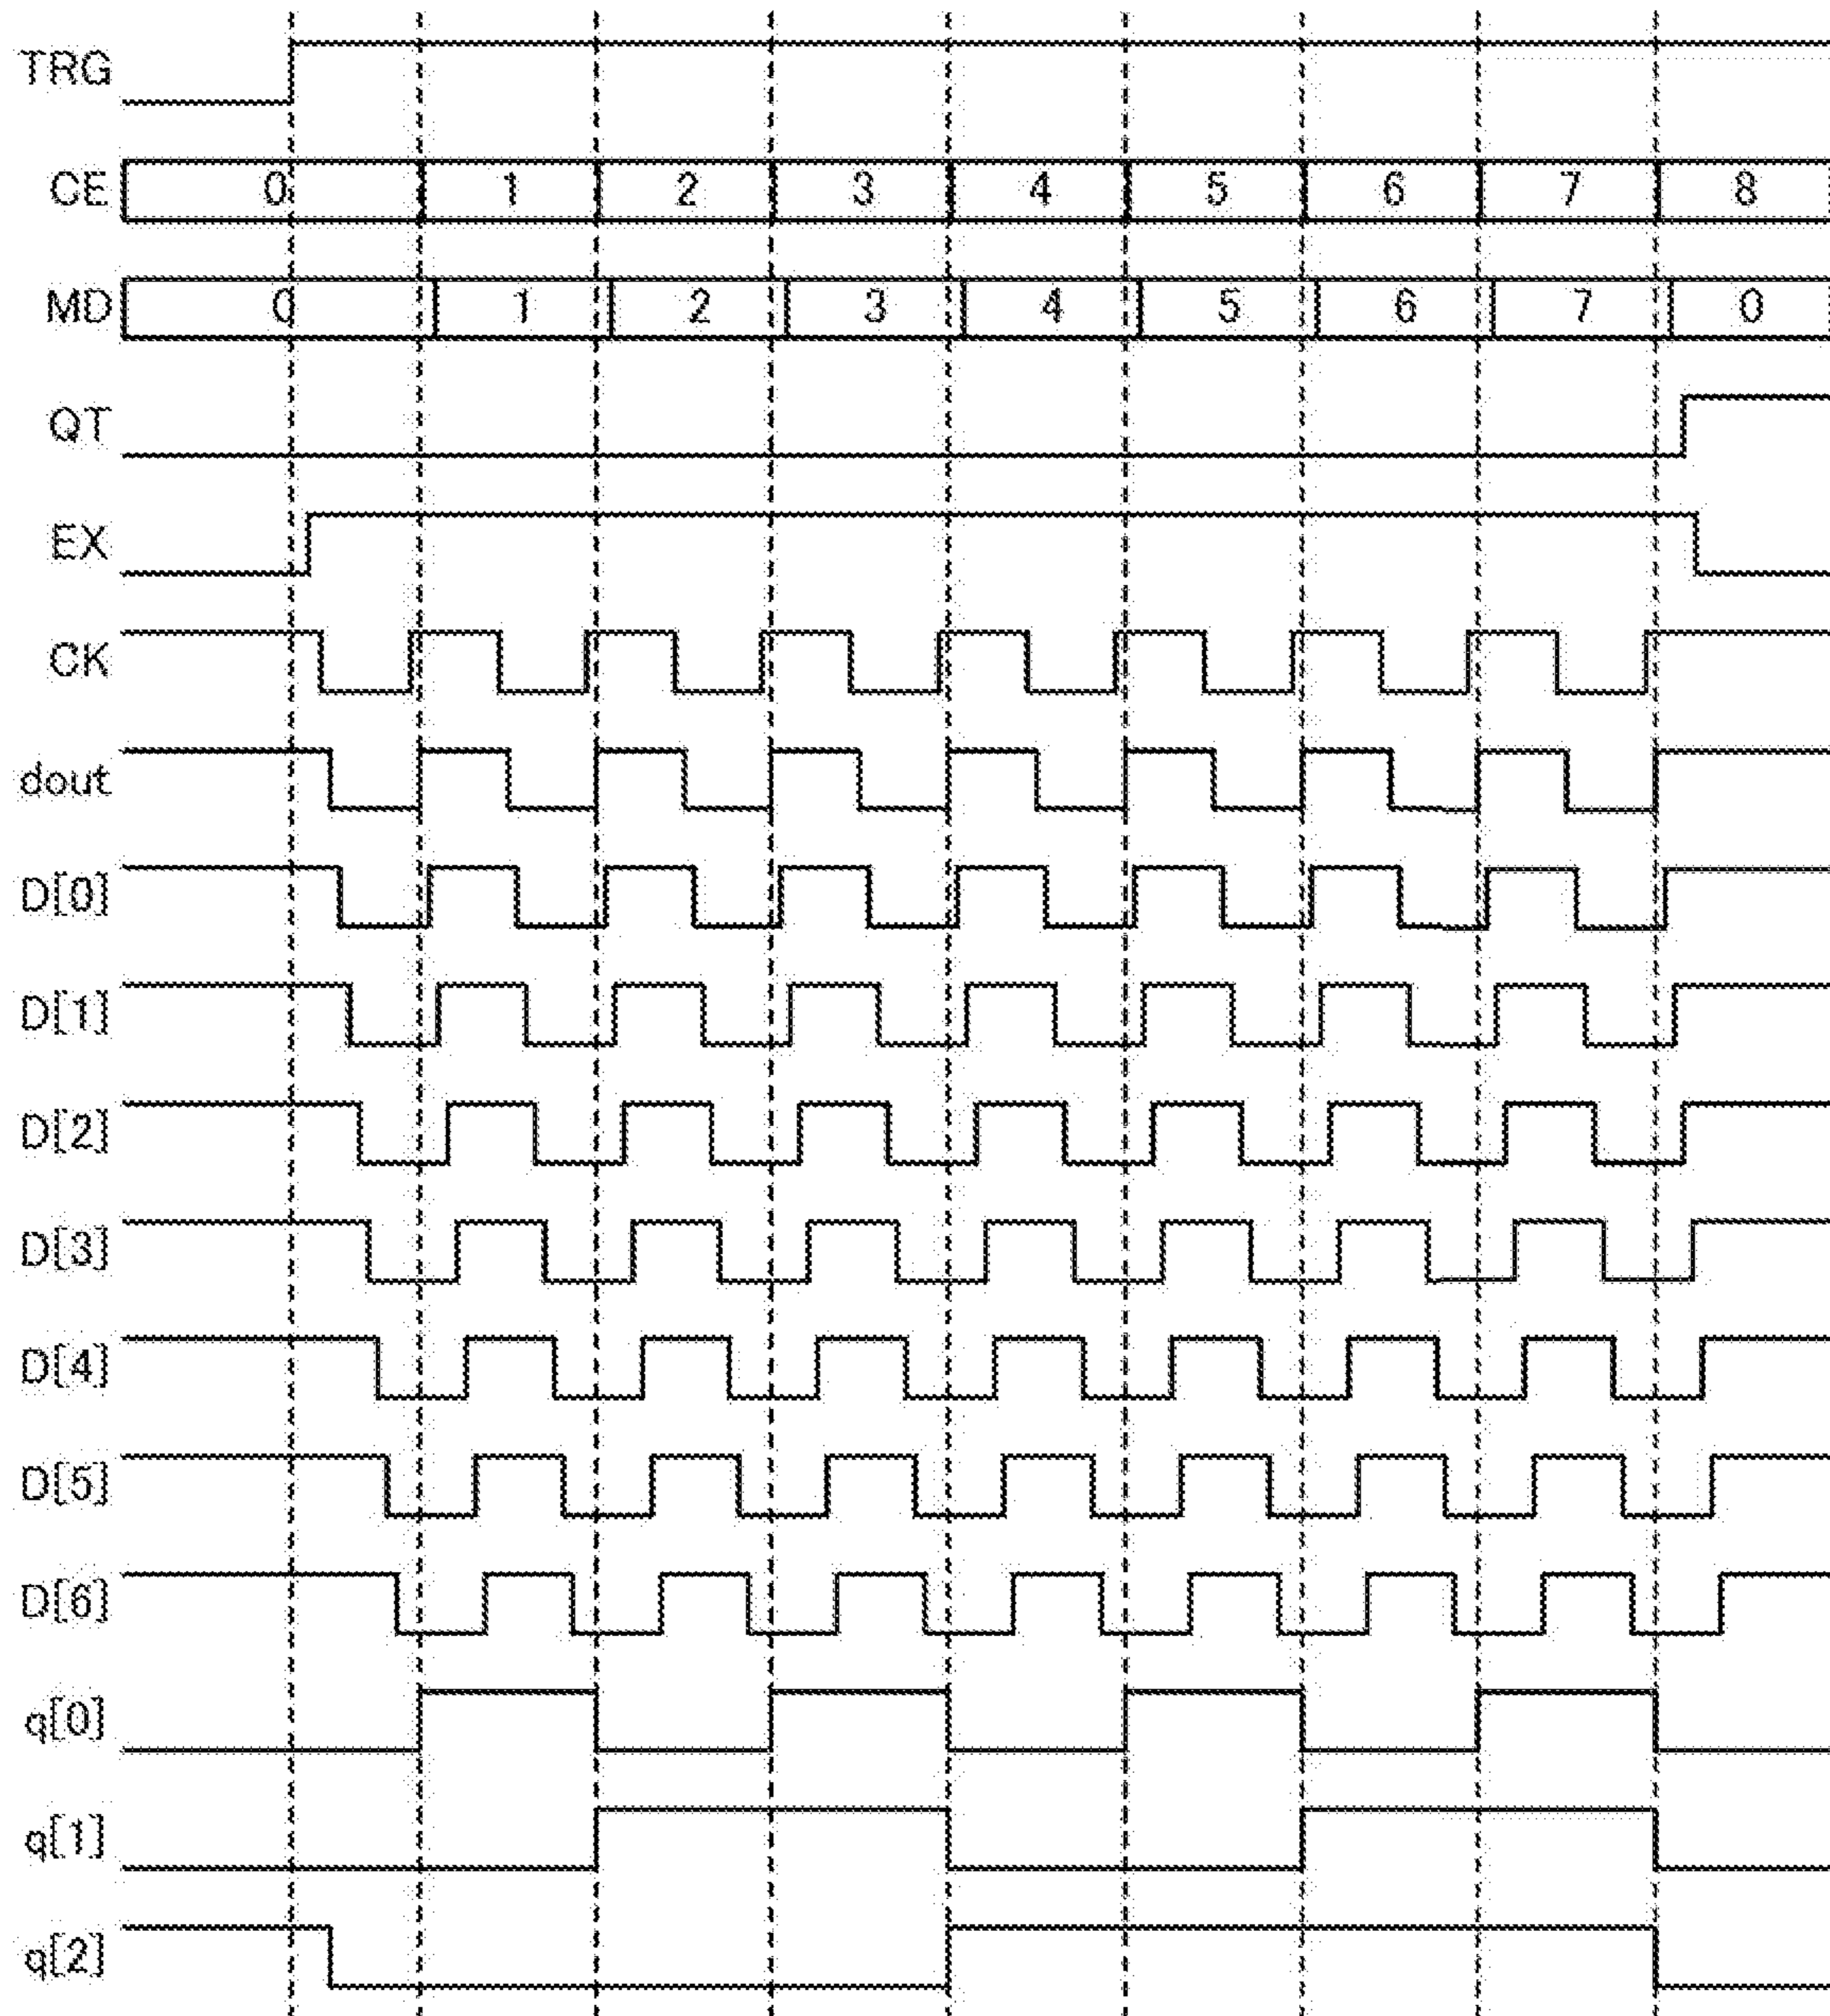 TRG
CE 0 1 2 3 4 5 6 7 8
MD 0 1 2 3 4 5 6 7 0
QT
EX
CK
dout
D[0]
D[1]
D[2]
D[3]
D[4]
D[5]
D[6]
q[0]
q[1]
q[2]